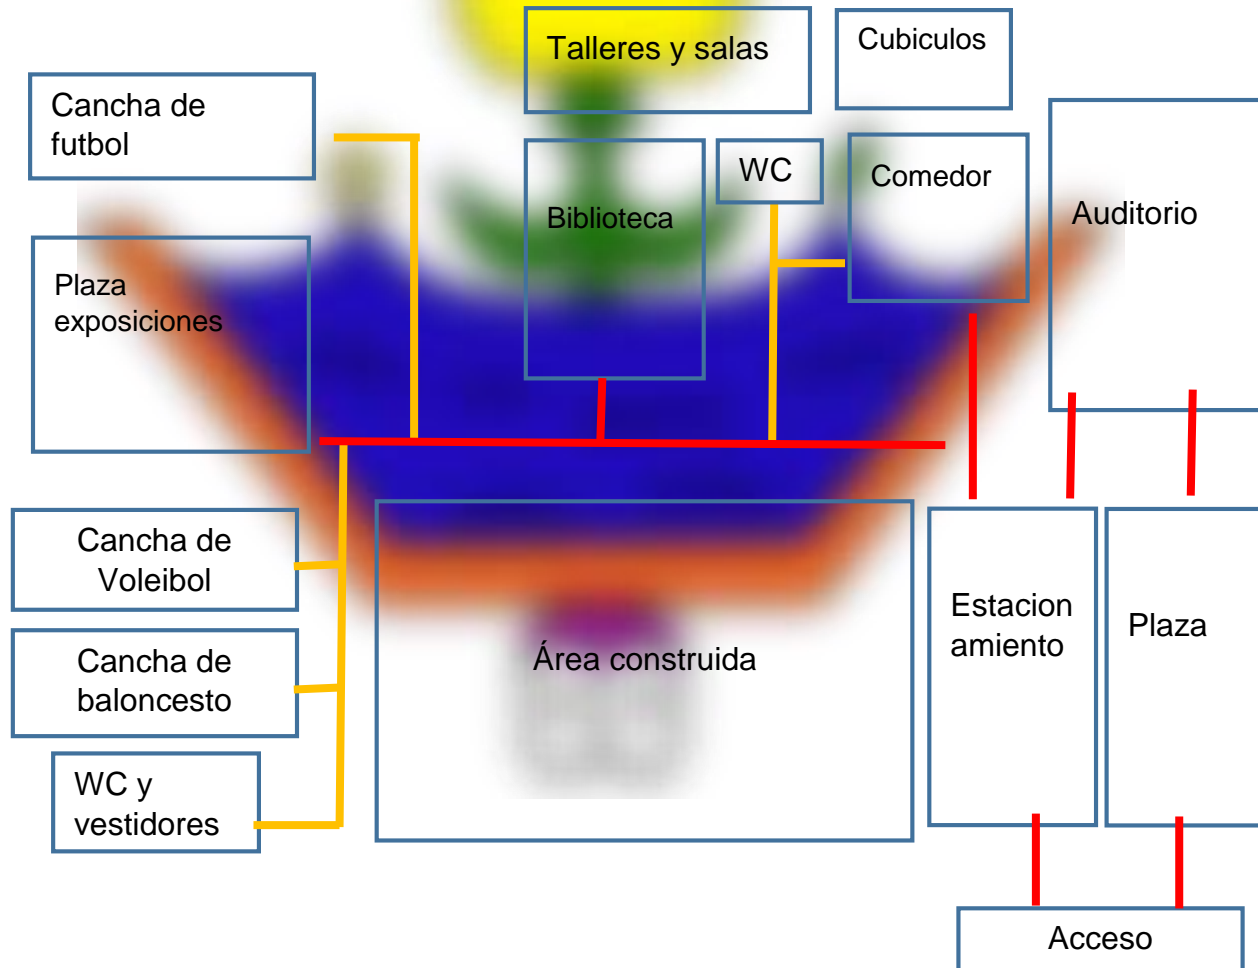 Talleres y salas
Cubiculos
Cancha de
futbol
WC
Comedor
Biblioteca
Auditorio
Plaza
exposiciones
Cancha de
Voleibol
Estacion
amiento
Plaza
Cancha de
baloncesto
Área construida
WC y
vestidores
Acceso